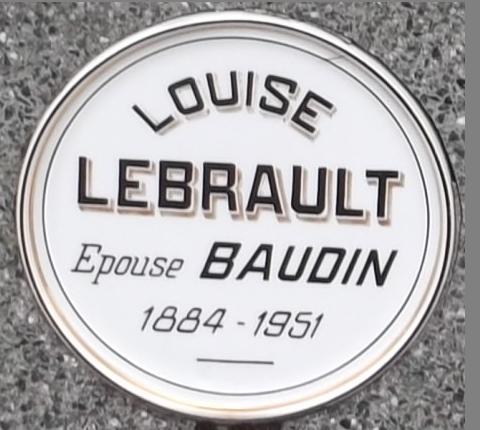 LOUISE
LEBRAULT
Epouse BAUDIN
1884 - 1951